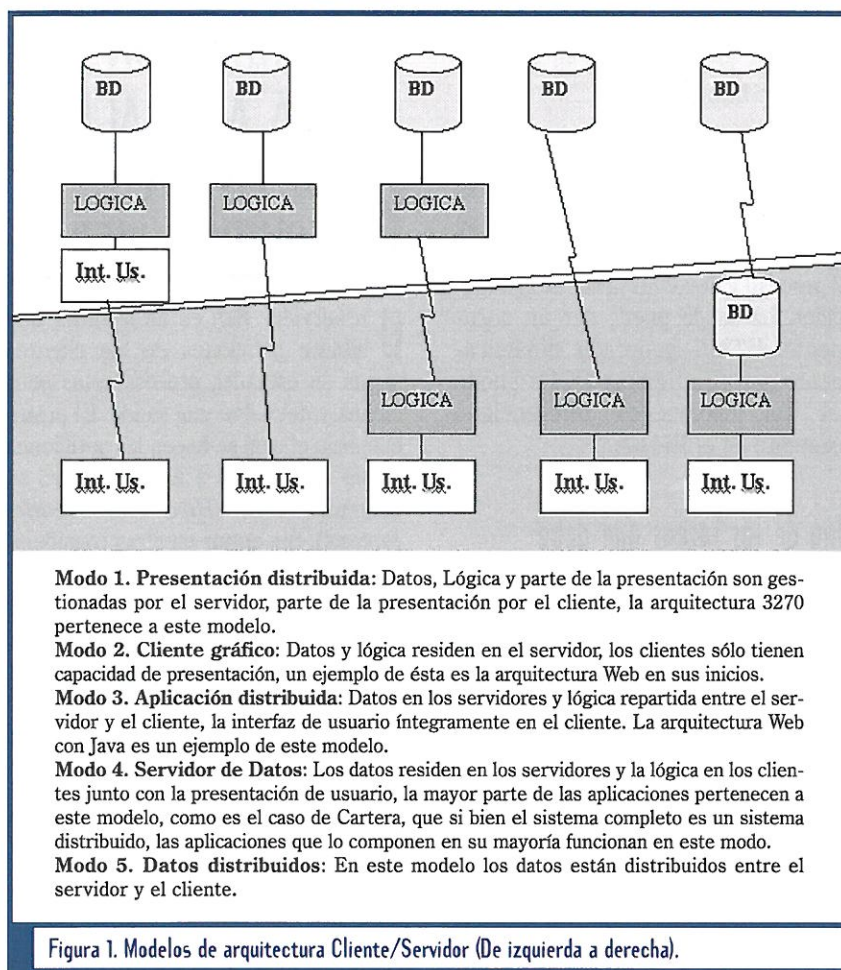 BD BD BD BD BD
LOGICA LOGICA LOGICA
Int. Us.
BD
LOGICA LOGICA LOGICA
Int. Us. Int. Us. Int. Us. Int. Us. Int. Us.
Modo 1. Presentación distribuida: Datos, Lógica y parte de la presentación son ges-
tionadas por el servidor, parte de la presentación por el cliente, la arquitectura 3270
pertenece a este modelo.
Modo 2. Cliente gráfico: Datos y lógica residen en el servidor, los clientes sólo tienen
capacidad de presentación, un ejemplo de ésta es la arquitectura Web en sus inicios.
Modo 3. Aplicación distribuida: Datos en los servidores y lógica repartida entre el ser-
vidor y el cliente, la interfaz de usuario íntegramente en el cliente. La arquitectura Web
con Java es un ejemplo de este modelo.
Modo 4. Servidor de Datos: Los datos residen en los servidores y la lógica en los clien-
tes junto con la presentación de usuario, la mayor parte de las aplicaciones pertenecen a
este modelo, como es el caso de Cartera, que si bien el sistema completo es un sistema
distribuido, las aplicaciones que lo componen en su mayoría funcionan en este modo.
Modo 5. Datos distribuidos: En este modelo los datos están distribuidos entre el
servidor y el cliente.
Figura 1. Modelos de arquitectura Cliente/Servidor (De izquierda a derecha).